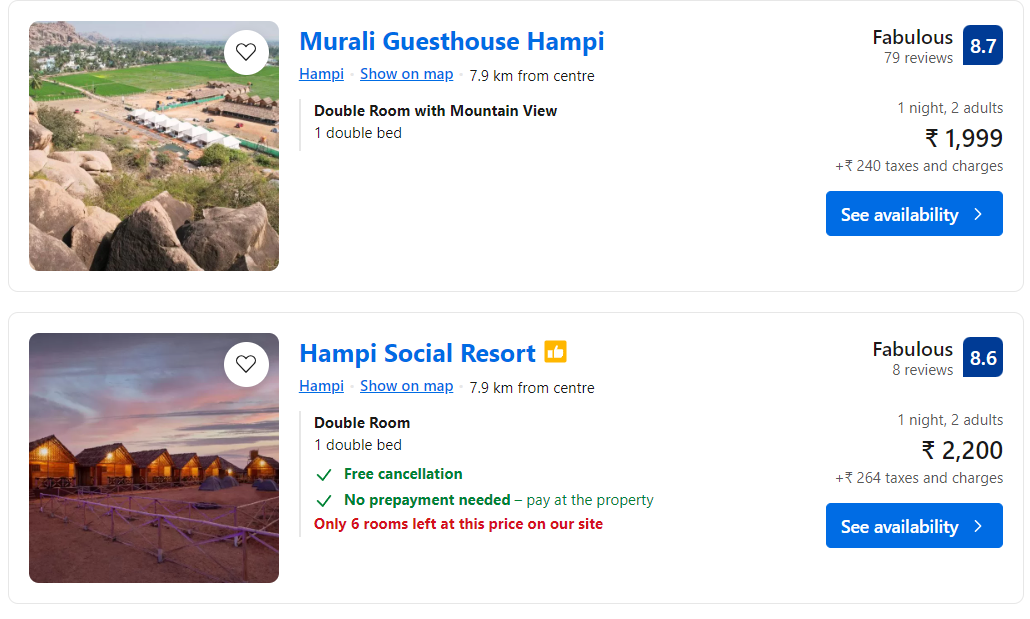 Murali Guesthouse Hampi
Hampi · Show on map · 7.9 km from centre
Double Room with Mountain View
1 double bed
Fabulous 8.7
79 reviews
1 night, 2 adults
₹ 1,999
+₹ 240 taxes and charges
See availability
Hampi Social Resort
Hampi · Show on map · 7.9 km from centre
Double Room
1 double bed
Free cancellation
No prepayment needed – pay at the property
Only 6 rooms left at this price on our site
Fabulous 8.6
8 reviews
1 night, 2 adults
₹ 2,200
+₹ 264 taxes and charges
See availability